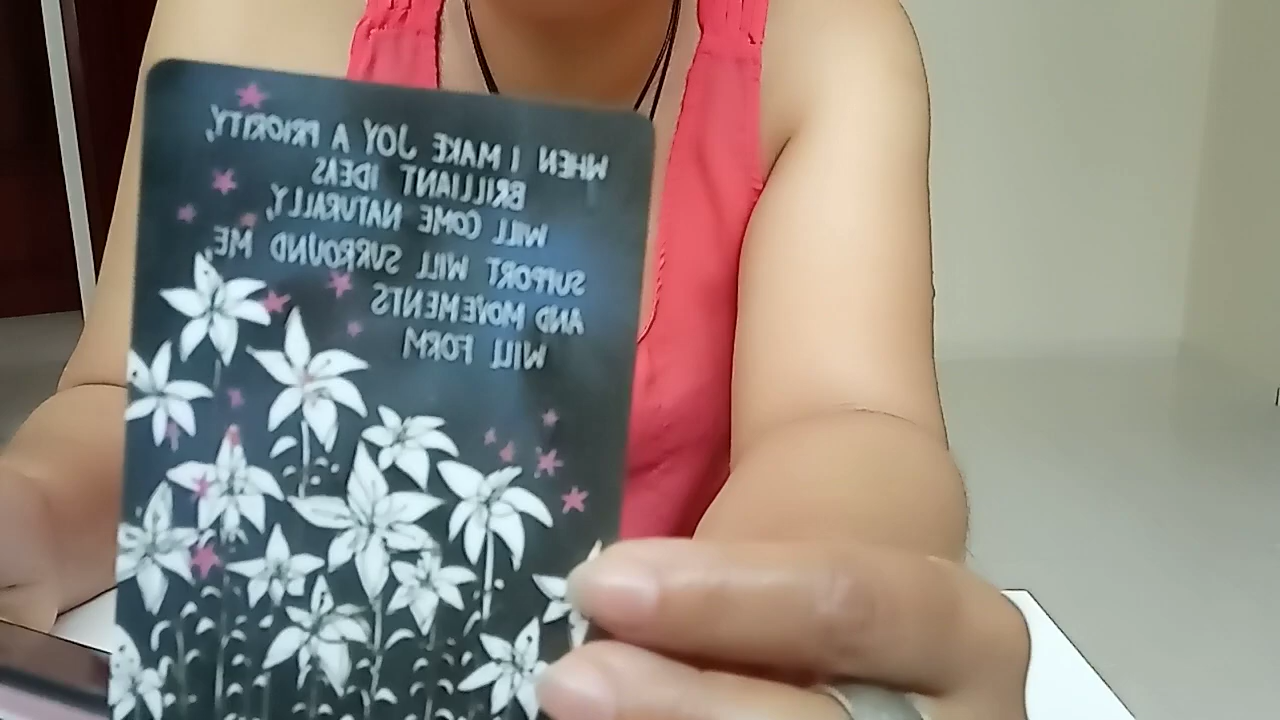 WHEN I MAKE JOY A PRIORITY,
BRILLIANT IDEAS
WILL COME NATURALLY,
SUPPORT WILL SURROUND ME,
AND MOVEMENTS
WILL FORM